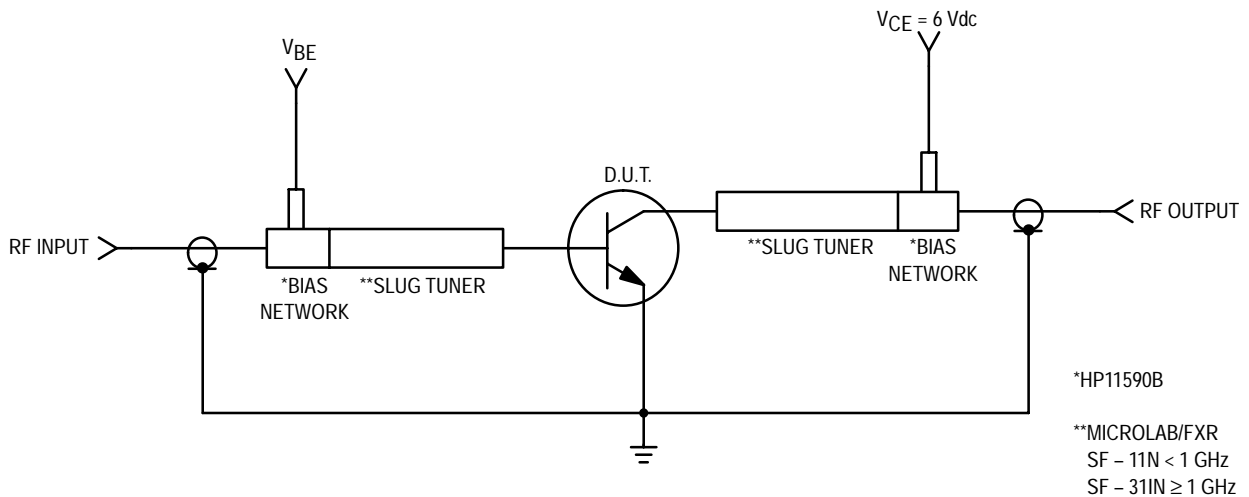 V_BE
V_CE = 6 Vdc
D.U.T.
RF INPUT
RF OUTPUT
*BIAS
NETWORK
**SLUG TUNER
**SLUG TUNER
*BIAS
NETWORK
*HP11590B
**MICROLAB/FXR
SF – 11N < 1 GHz
SF – 31IN ≥ 1 GHz